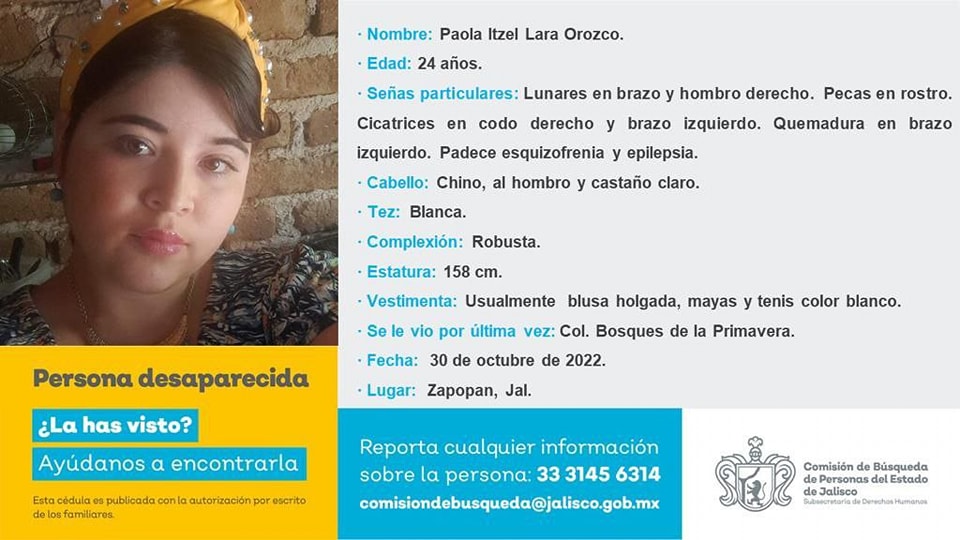 · Nombre: Paola Itzel Lara Orozco.
· Edad: 24 años.
· Señas particulares: Lunares en brazo y hombro derecho. Pecas en rostro.
Cicatrices en codo derecho y brazo izquierdo. Quemadura en brazo
izquierdo. Padece esquizofrenia y epilepsia.
· Cabello: Chino, al hombro y castaño claro.
· Tez: Blanca.
· Complexión: Robusta.
· Estatura: 158 cm.
· Vestimenta: Usualmente blusa holgada, mayas y tenis color blanco.
· Se le vio por última vez: Col. Bosques de la Primavera.
· Fecha: 30 de octubre de 2022.
· Lugar: Zapopan, Jal.
Persona desaparecida
¿La has visto?
Ayúdanos a encontrarla
Esta cédula es publicada con la autorización por escrito
de los familiares.
Reporta cualquier información
sobre la persona: 33 3145 6314
comisiondebusqueda@jalisco.gob.mx
Comisión de Búsqueda
de Personas del Estado
de Jalisco
Subsecretaría de Derechos Humanos